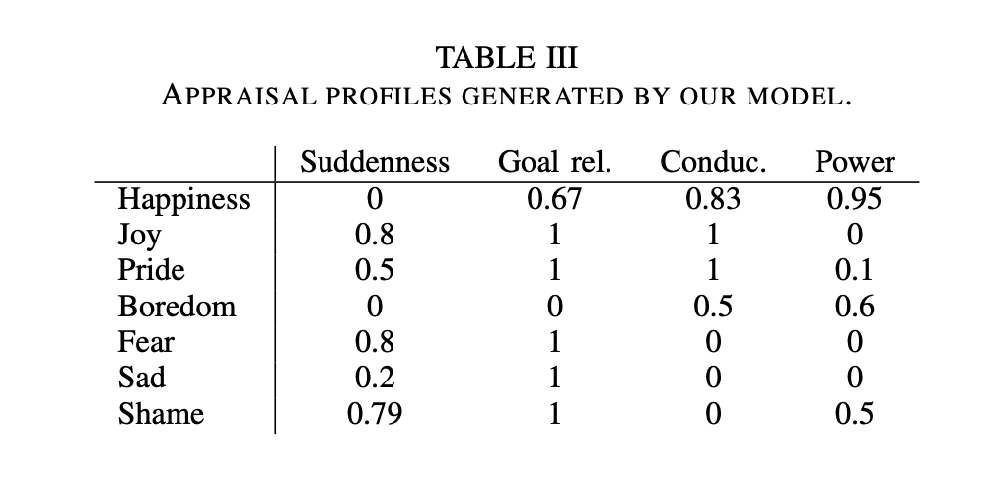 TABLE III
APPRAISAL PROFILES GENERATED BY OUR MODEL.
Suddenness Goal rel. Conduc. Power
Happiness 0 0.67 0.83 0.95
Joy 0.8 1 1 0
Pride 0.5 1 1 0.1
Boredom 0 0 0.5 0.6
Fear 0.8 1 0 0
Sad 0.2 1 0 0
Shame 0.79 1 0 0.5